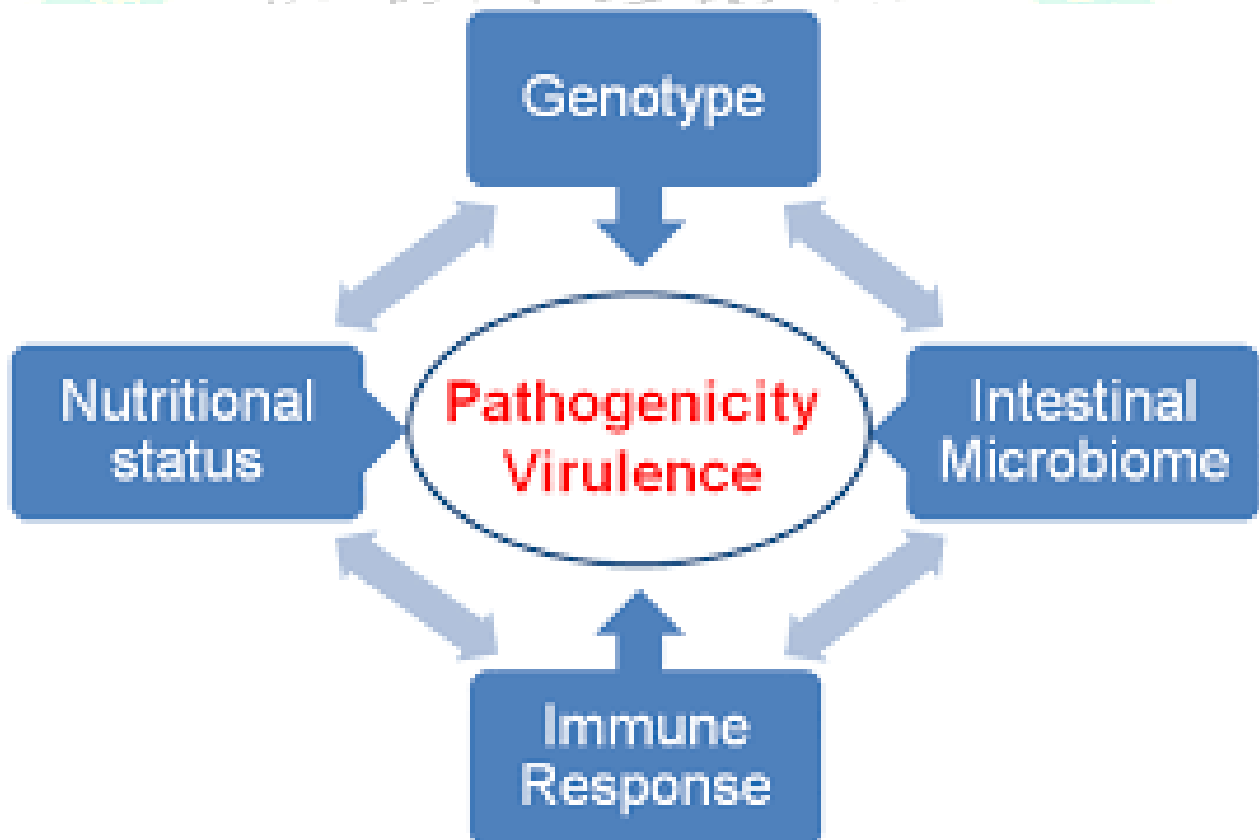 Genotype
Nutritional
status
Pathogenicity
Virulence
Intestinal
Microbiome
Immune
Response